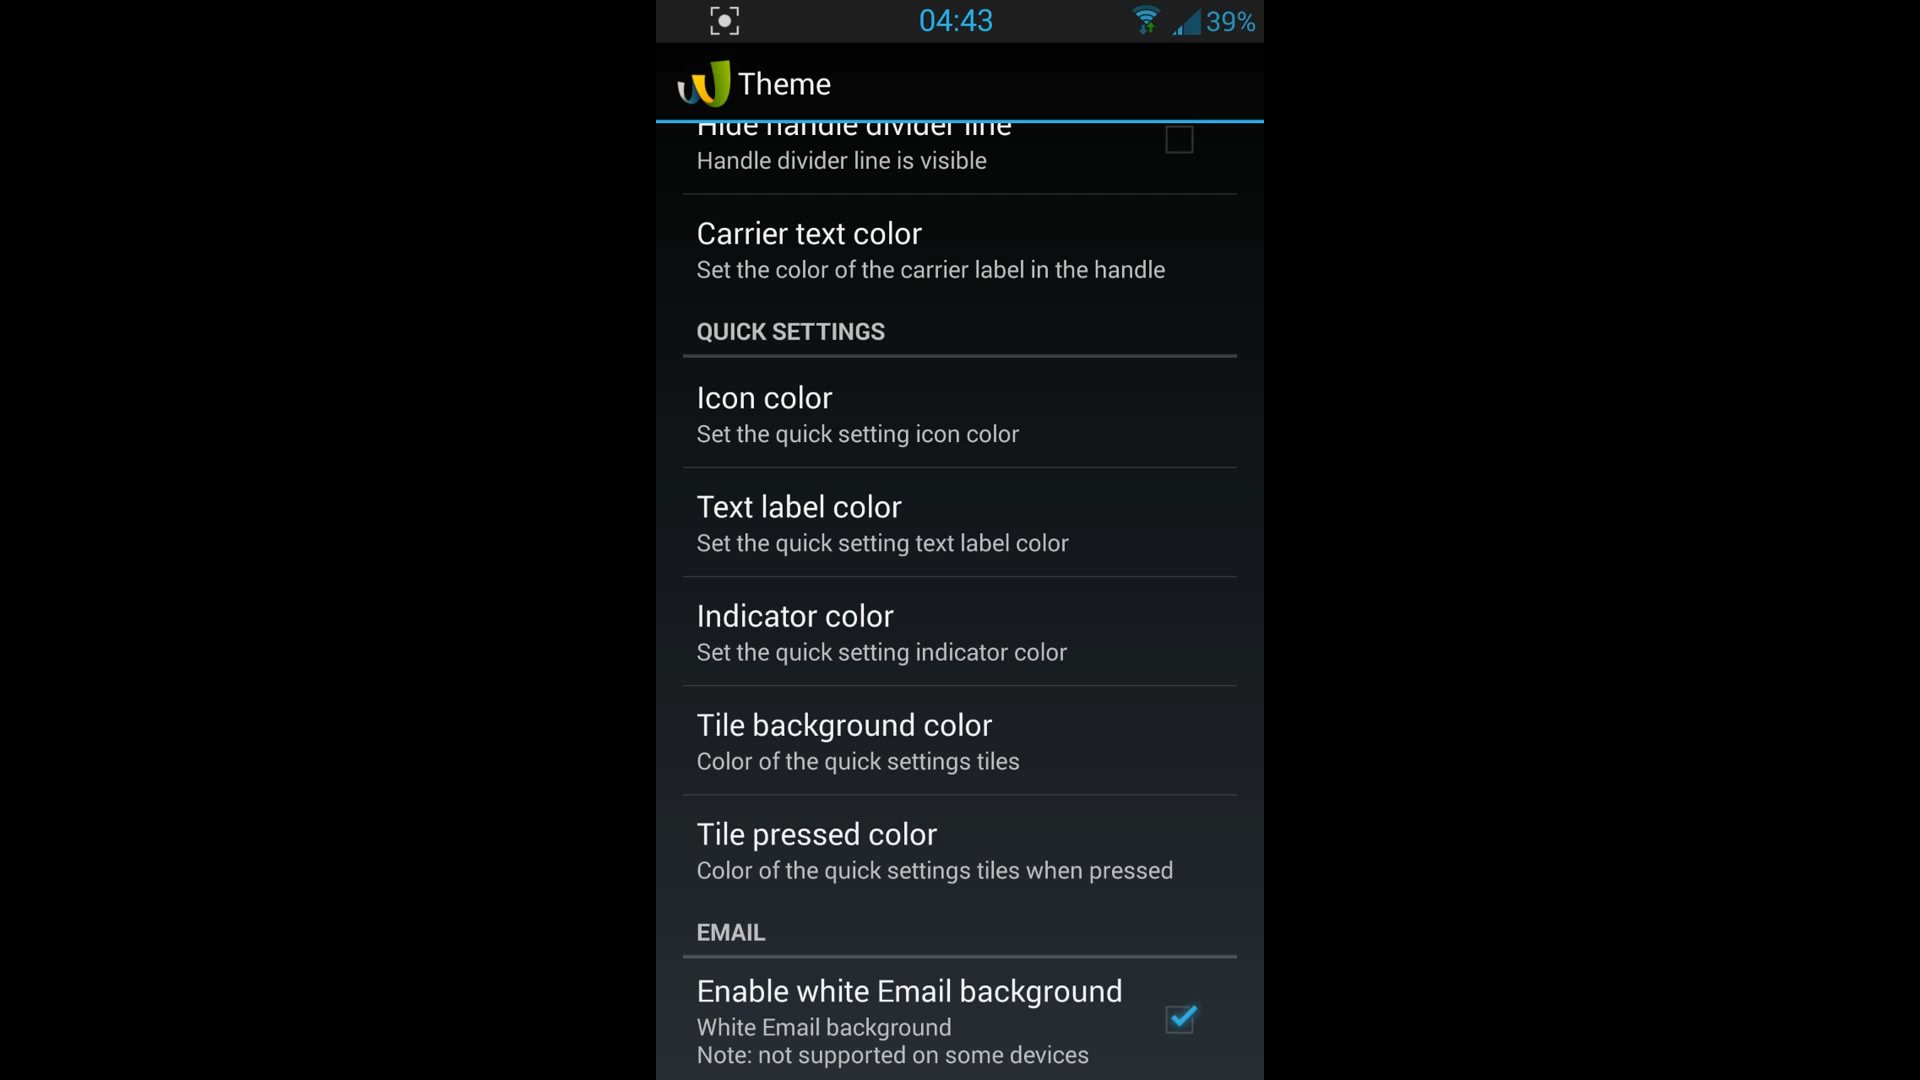 04:43
39%
Theme
Hide handle divider line
Handle divider line is visible
Carrier text color
Set the color of the carrier label in the handle
QUICK SETTINGS
Icon color
Set the quick setting icon color
Text label color
Set the quick setting text label color
Indicator color
Set the quick setting indicator color
Tile background color
Color of the quick settings tiles
Tile pressed color
Color of the quick settings tiles when pressed
EMAIL
Enable white Email background
White Email background
Note: not supported on some devices